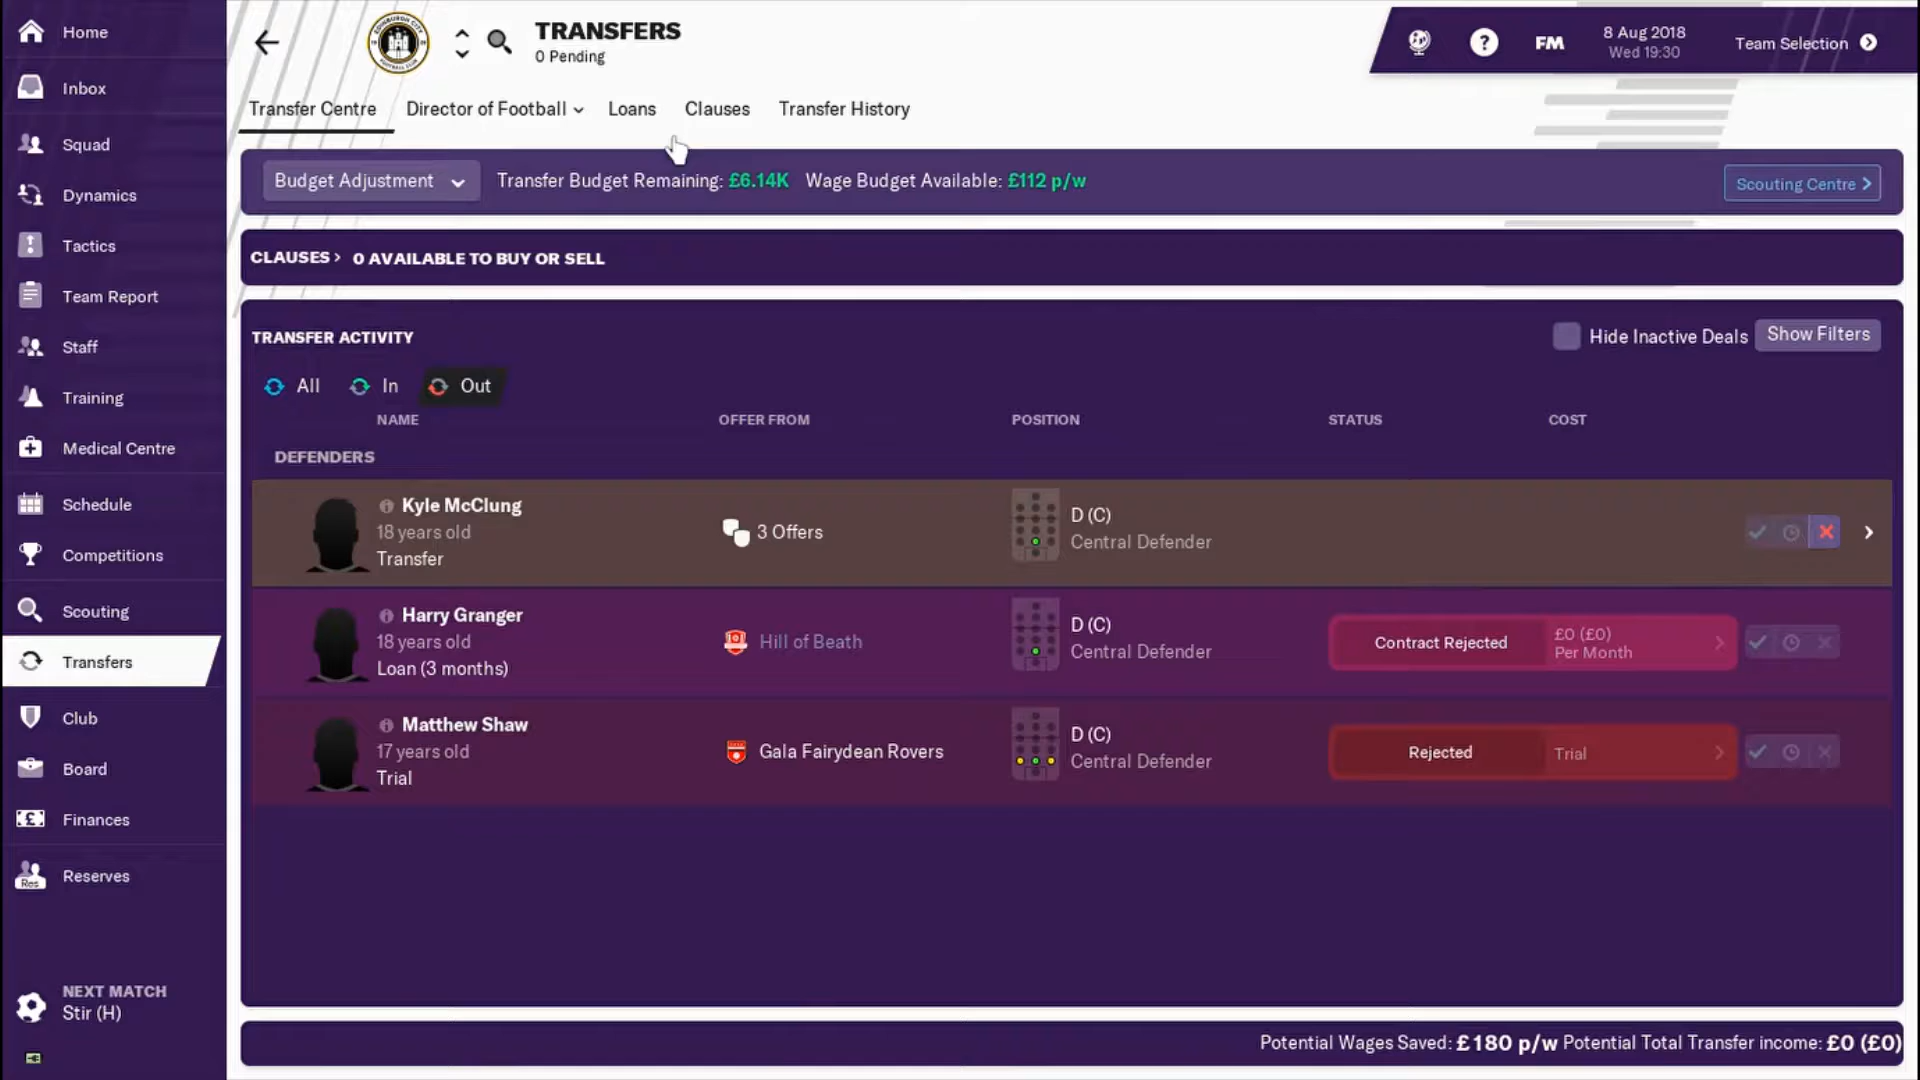 Home
Inbox
Squad
Dynamics
Tactics
Team Report
Staff
Training
Medical Centre
Schedule
Competitions
Scouting
Transfers
Club
Board
Finances
Res
Reserves
NEXT MATCH
Stir (H)
EDINBURGH CITY
FOOTBALL CLUB
TRANSFERS
0 Pending
?
FM
8 Aug 2018
Wed 19:30
Team Selection
Transfer Centre Director of Football Loans Clauses Transfer History
Budget Adjustment Transfer Budget Remaining: £6.14K Wage Budget Available: £112 p/w Scouting Centre >
CLAUSES > 0 AVAILABLE TO BUY OR SELL
TRANSFER ACTIVITY Hide Inactive Deals Show Filters
All In Out
NAME OFFER FROM POSITION STATUS COST
DEFENDERS
Kyle McClung
18 years old
Transfer
3 Offers
D (C)
Central Defender
Harry Granger
18 years old
Loan (3 months)
Hill of Beath
D (C)
Central Defender
Contract Rejected
£0 (£0)
Per Month
Matthew Shaw
17 years old
Trial
Gala Fairydean Rovers
D (C)
Central Defender
Rejected
Trial
Potential Wages Saved: £180 p/w Potential Total Transfer income: £0 (£0)